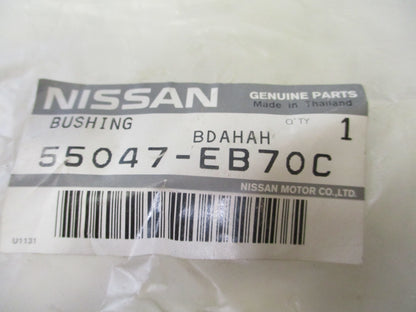 NISSAN GENUINE PARTS
Made in Thailand
BUSHING
BDAHAH Q'TY 1
55047-EB70C
NISSAN MOTOR CO.,LTD.
U1131